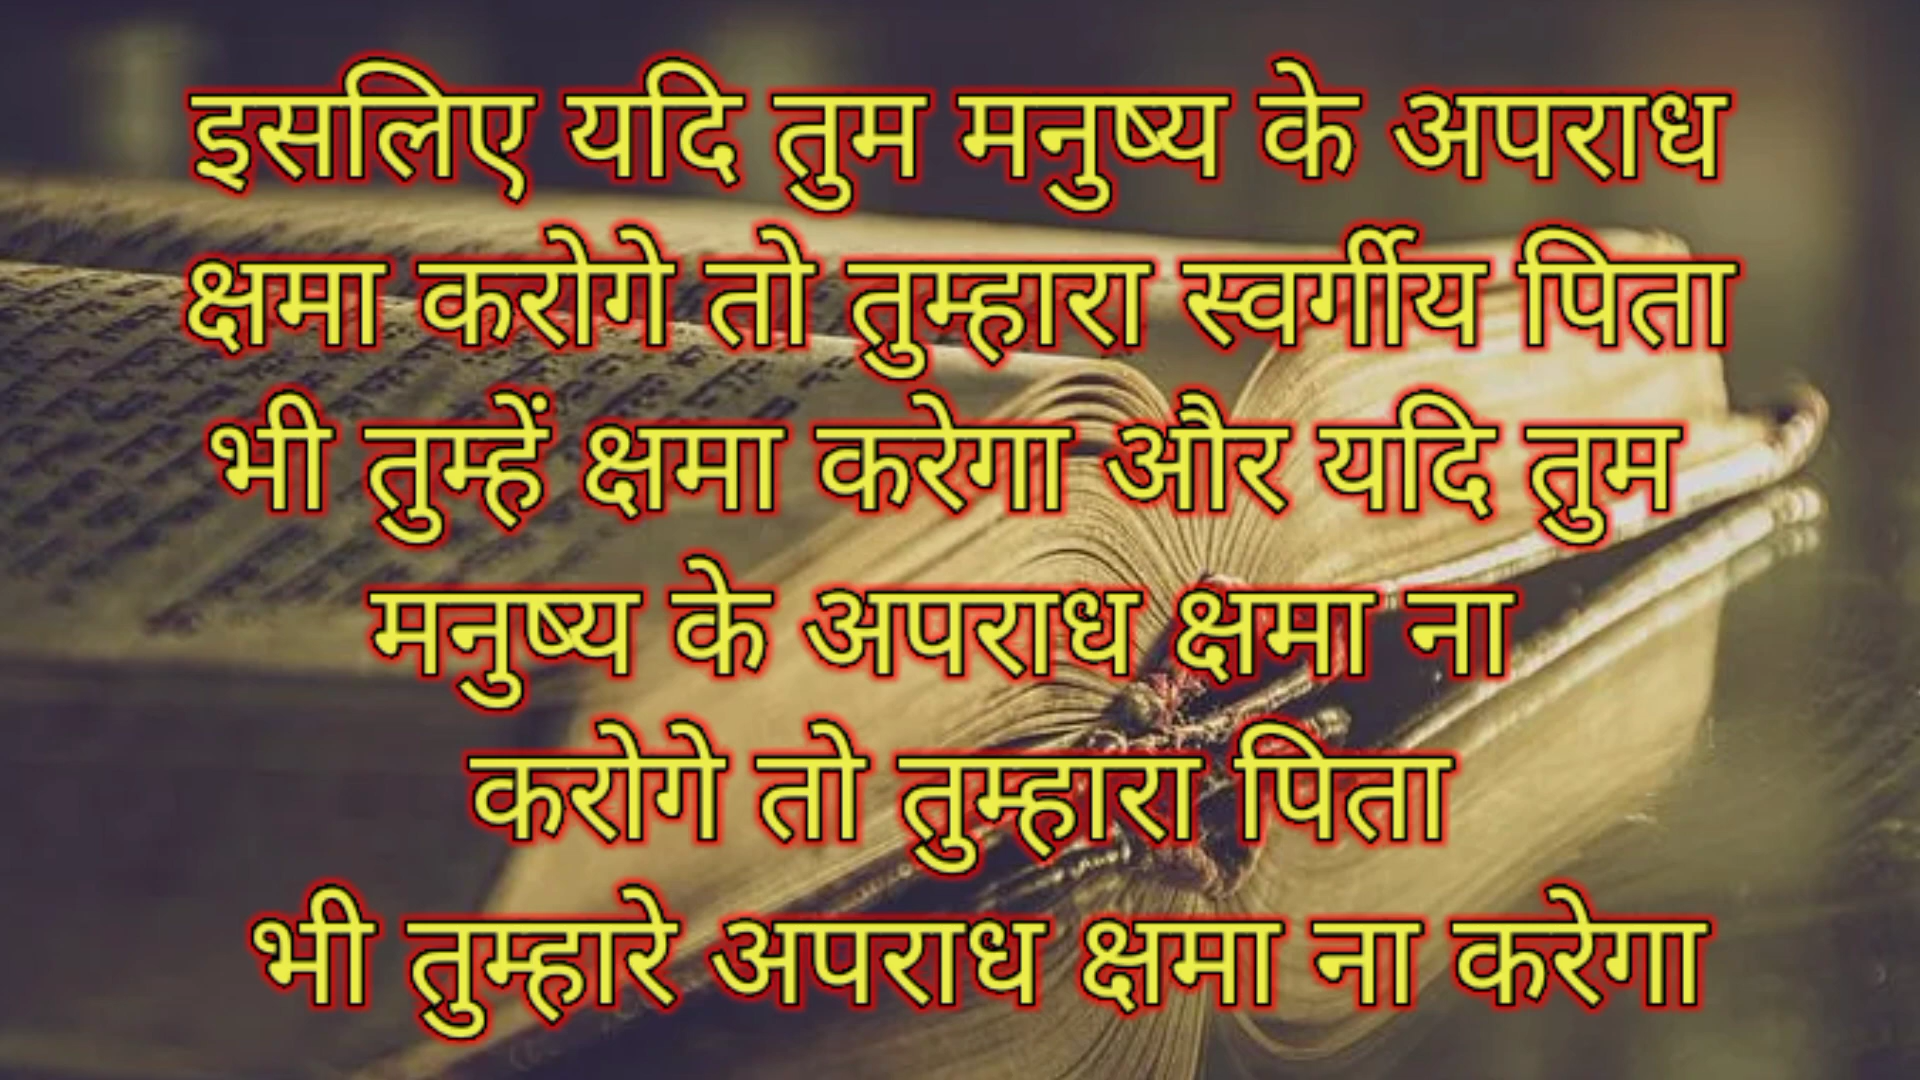 इसलिए यदि तुम मनुष्य के अपराध
क्षमा करोगे तो तुम्हारा स्वर्गीय पिता
भी तुम्हें क्षमा करेगा और यदि तुम
मनुष्य के अपराध क्षमा ना
करोगे तो तुम्हारा पिता
भी तुम्हारे अपराध क्षमा ना करेगा